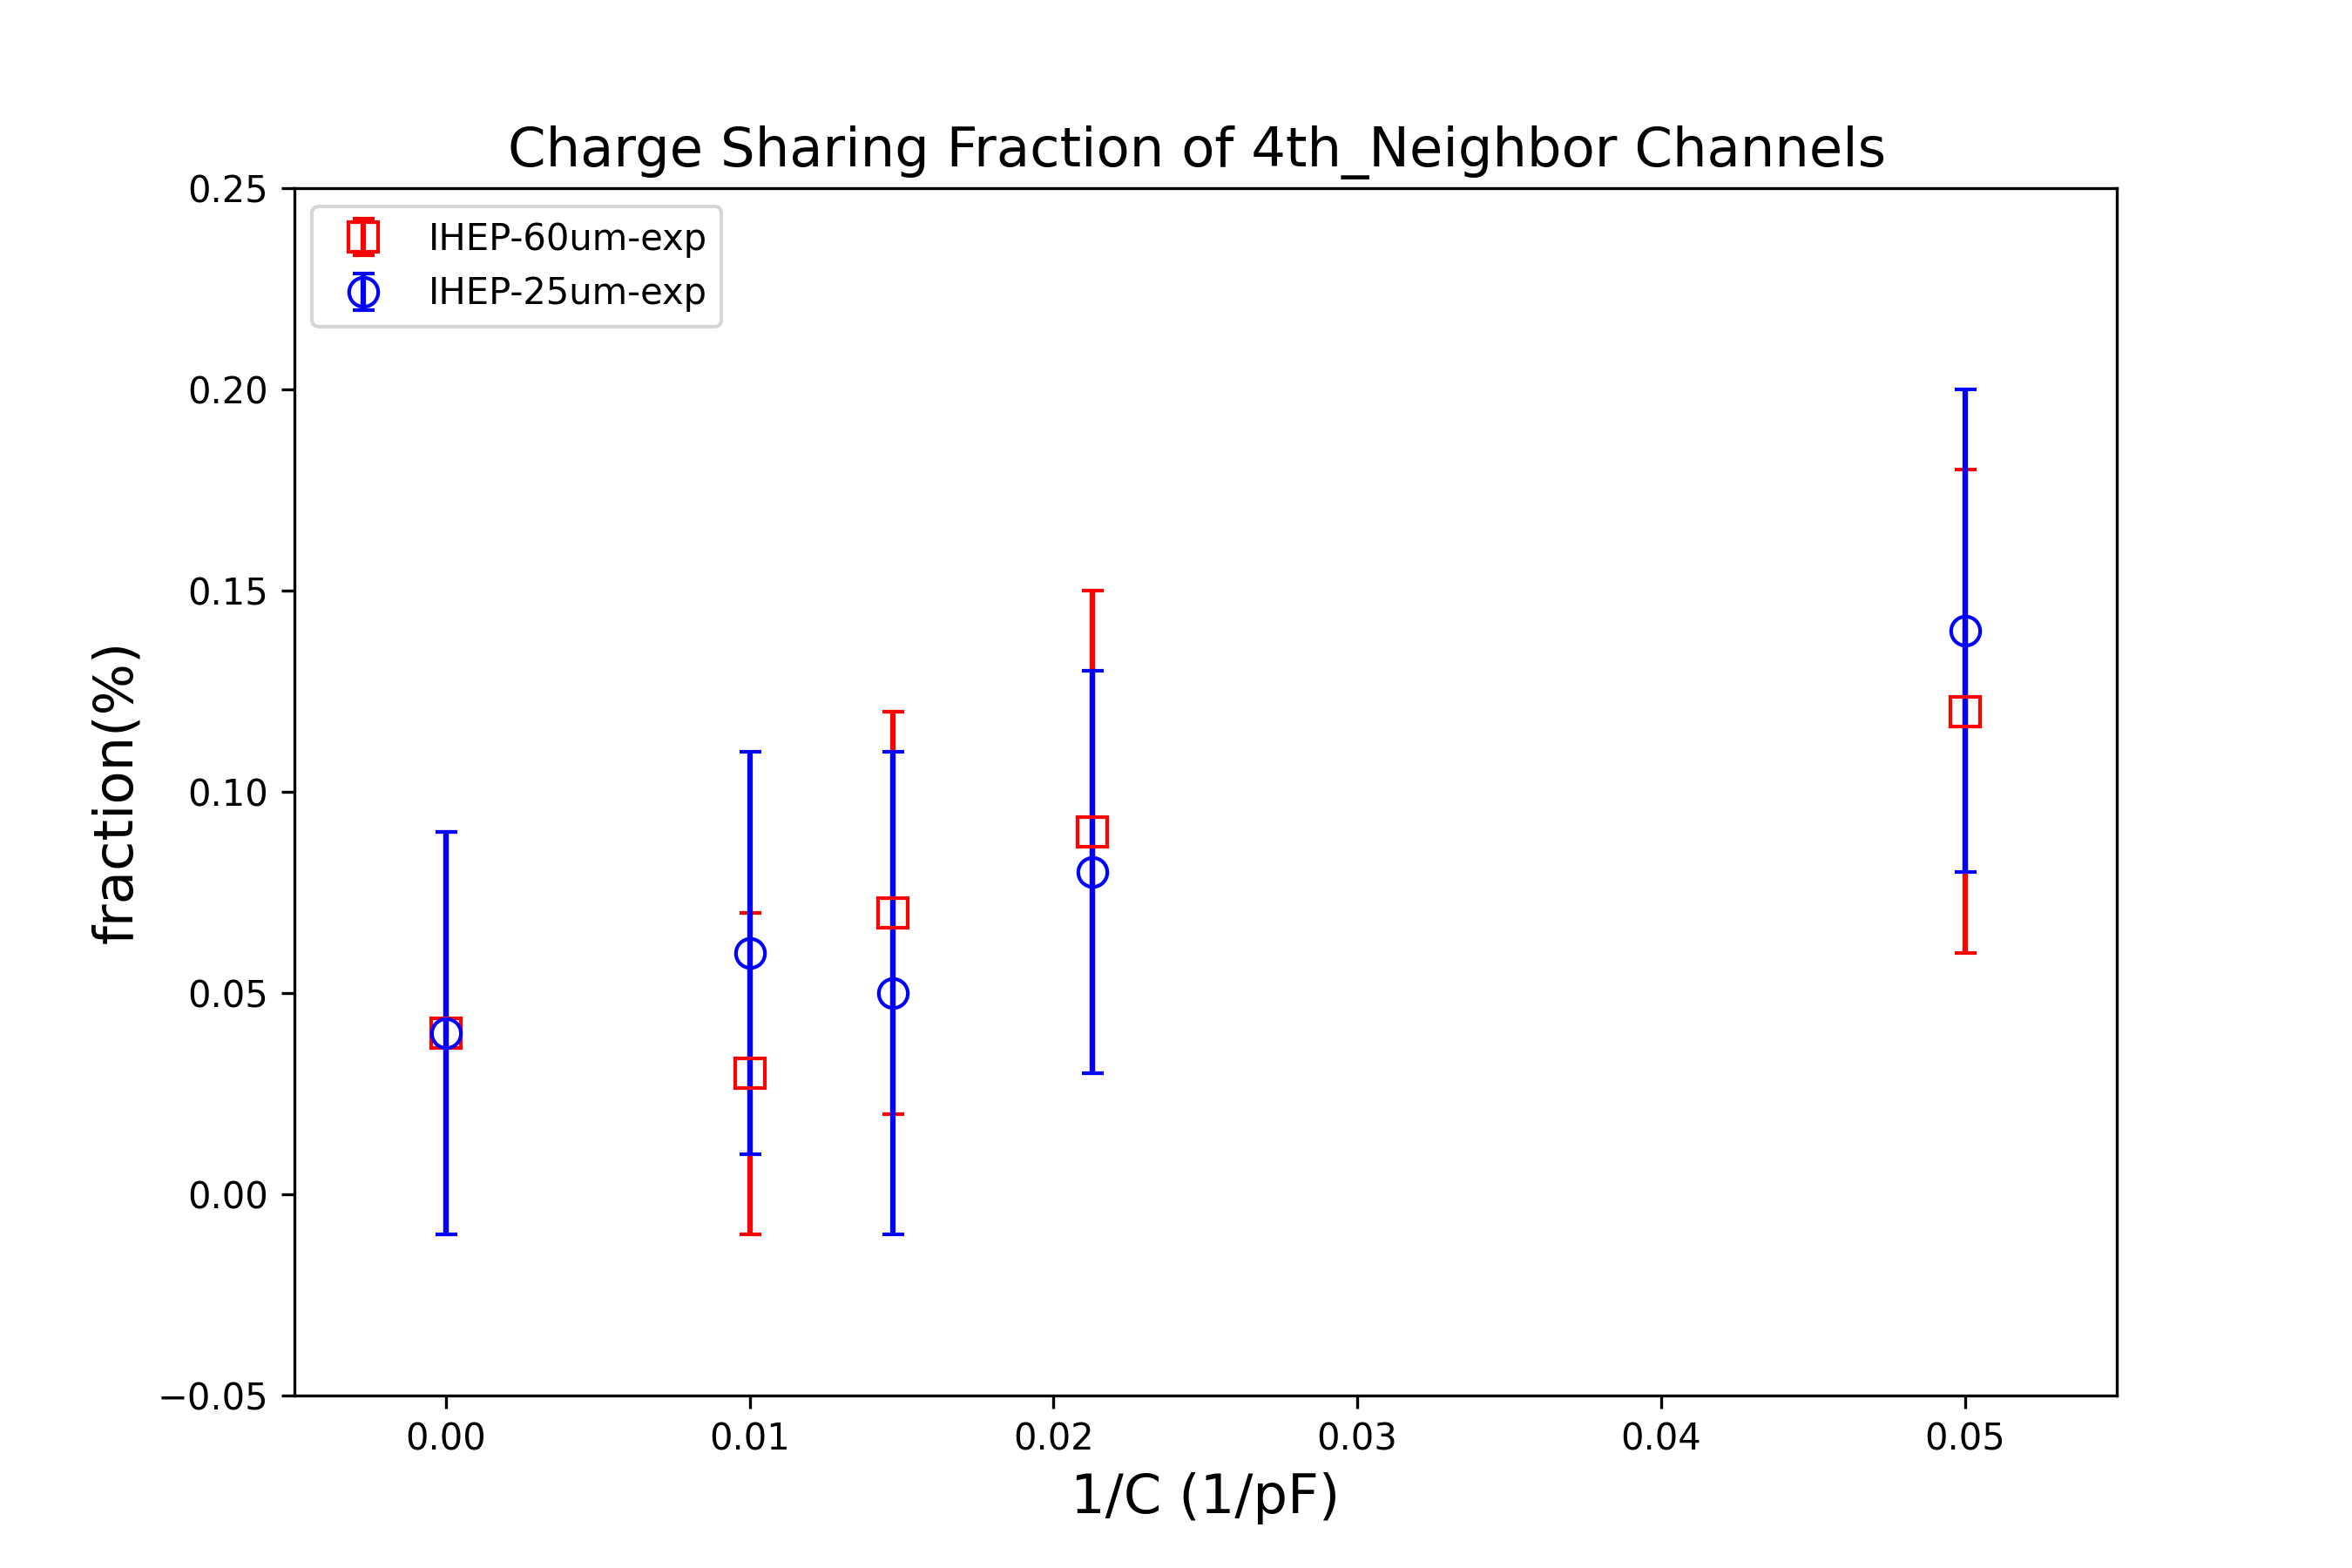 Charge Sharing Fraction of 4th_Neighbor Channels
IHEP-60um-exp
IHEP-25um-exp
fraction(%)
0.25
0.20
0.15
0.10
0.05
0.00
−0.05
0.00 0.01 0.02 0.03 0.04 0.05
1/C (1/pF)